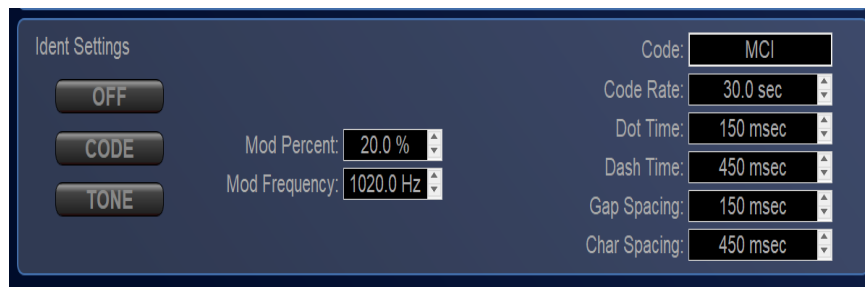 Ident Settings
OFF
CODE
TONE
Mod Percent: 20.0 %
Mod Frequency: 1020.0 Hz
Code: MCI
Code Rate: 30.0 sec
Dot Time: 150 msec
Dash Time: 450 msec
Gap Spacing: 150 msec
Char Spacing: 450 msec